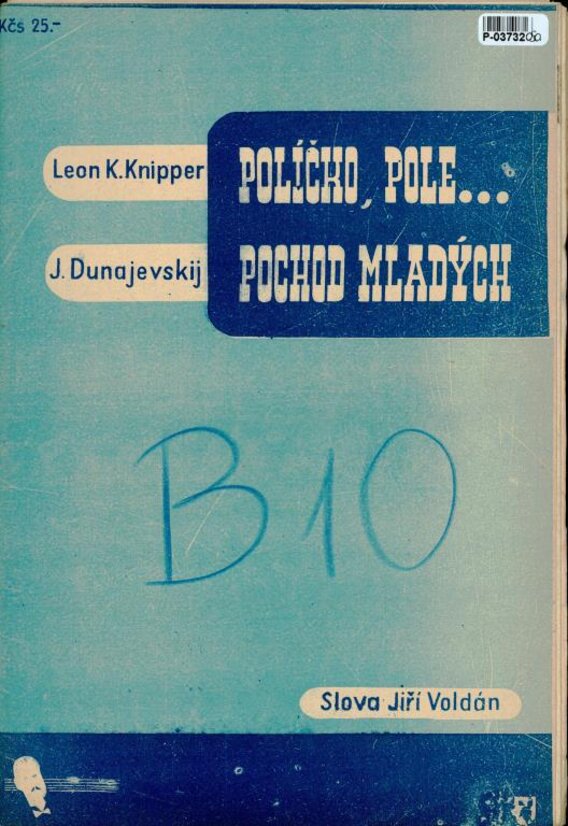 Kčs 25.-
P-03732
Leon K. Knipper
POLÍČKO, POLE...
J. Dunajevskij
POCHOD MLADÝCH
B10
Slova Jiří Voldán